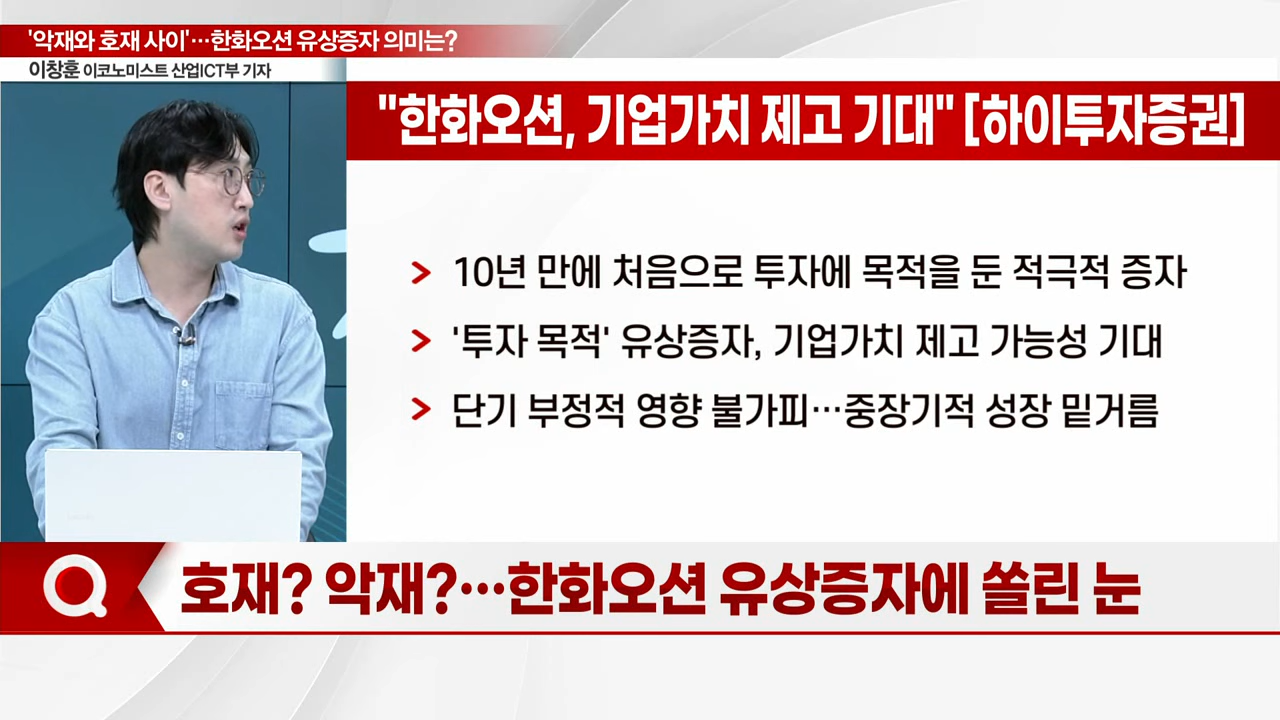 '악재와 호재 사이'…한화오션 유상증자 의미는?
이창훈 이코노미스트 산업ICT부 기자
"한화오션, 기업가치 제고 기대" [하이투자증권]
> 10년 만에 처음으로 투자에 목적을 둔 적극적 증자
> '투자 목적' 유상증자, 기업가치 제고 가능성 기대
> 단기 부정적 영향 불가피…중장기적 성장 밑거름
호재? 악재?…한화오션 유상증자에 쏠린 눈